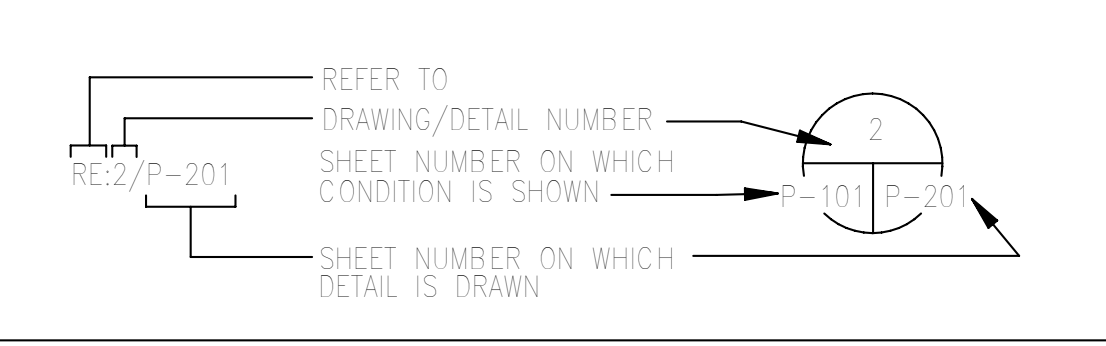 REFER TO
DRAWING/DETAIL NUMBER
2
SHEET NUMBER ON WHICH
CONDITION IS SHOWN
RE:2/P-201
P-101
P-201
SHEET NUMBER ON WHICH
DETAIL IS DRAWN